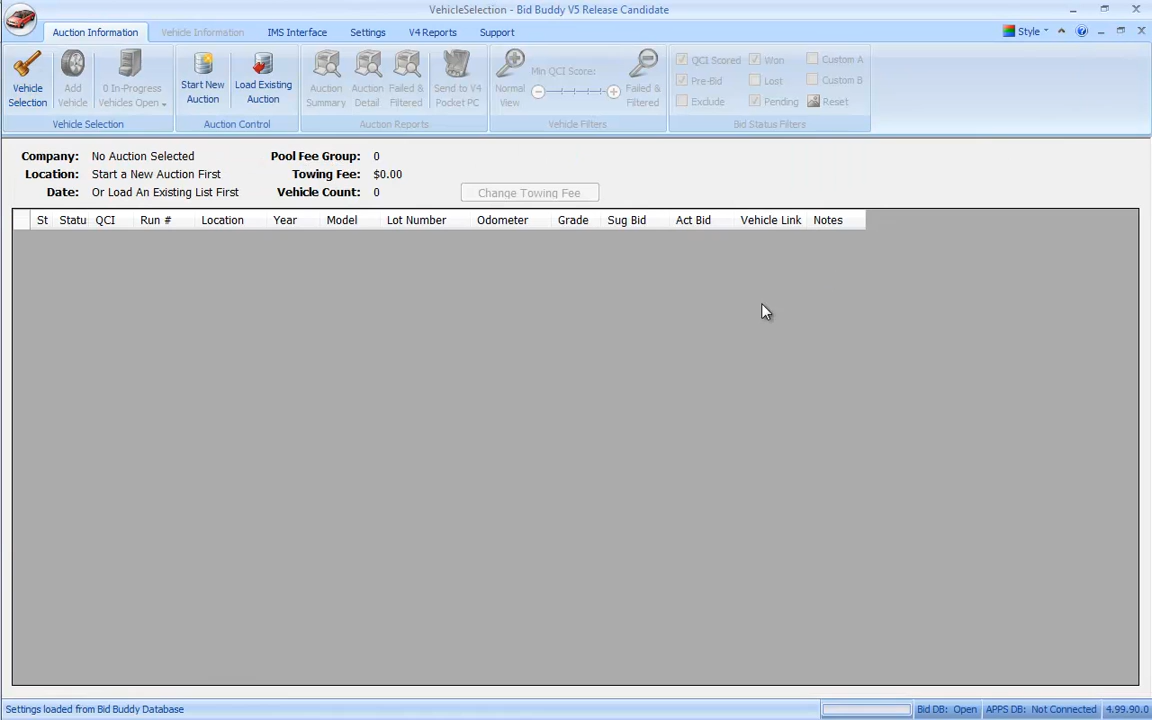 VehicleSelection - Bid Buddy V5 Release Candidate
Auction Information
Vehicle Information
IMS Interface
Settings
V4 Reports
Support
Style
Vehicle
Selection
Add
Vehicle
0 In-Progress
Vehicles Open
Vehicle Selection
Start New
Auction
Load Existing
Auction
Auction Control
Auction
Summary
Auction
Detail
Failed &
Filtered
Send to V4
Pocket PC
Auction Reports
Normal
View
Min QCI Score:
Failed &
Filtered
Vehicle Filters
QCI Scored
Won
Custom A
Pre-Bid
Lost
Custom B
Exclude
Pending
Reset
Bid Status Filters
Company: No Auction Selected
Location: Start a New Auction First
Date: Or Load An Existing List First
Pool Fee Group: 0
Towing Fee: $0.00
Vehicle Count: 0
Change Towing Fee
St Statu QCI Run # Location Year Model Lot Number Odometer Grade Sug Bid Act Bid Vehicle Link Notes
Settings loaded from Bid Buddy Database
Bid DB: Open
APPS DB: Not Connected
4.99.90.0